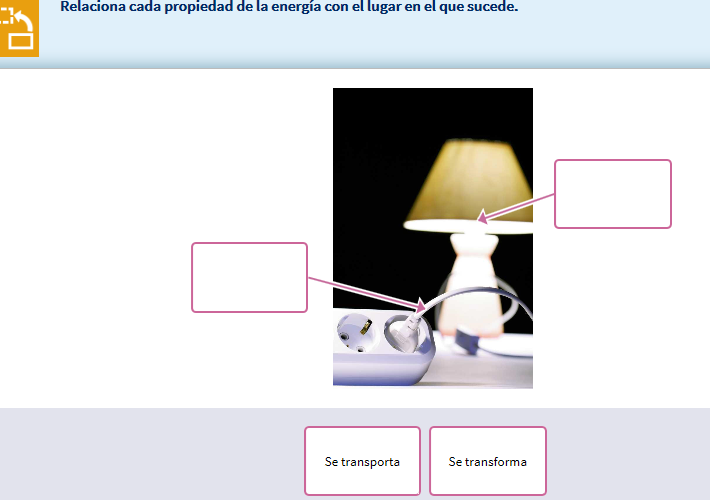 Relaciona cada propiedad de la energía con el lugar en el que sucede.
Se transporta
Se transforma